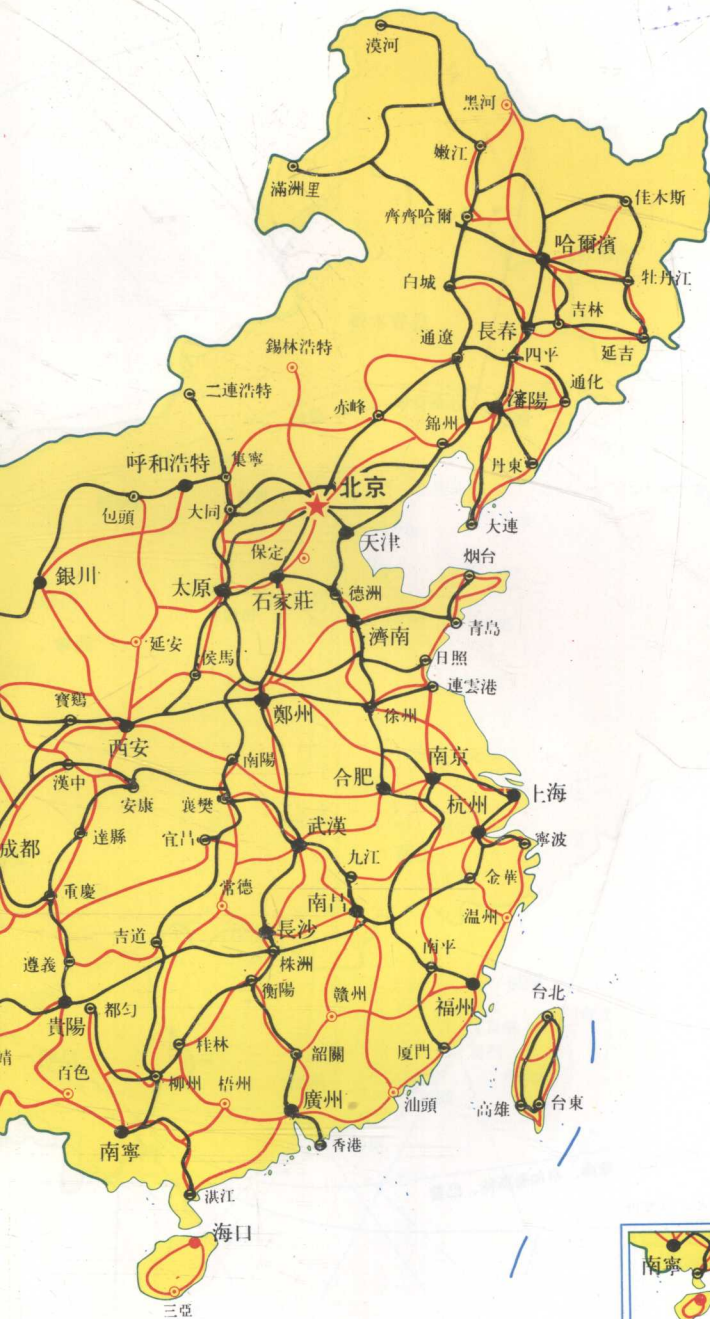 漠河
黑河
嫩江
滿洲里
佳木斯
齊齊哈爾
哈爾濱
牡丹江
白城
吉林
長春
通遼
錫林浩特
四平
延吉
二連浩特
通化
赤峰
瀋陽
錦州
呼和浩特
集寧
丹東
北京
包頭
大同
大連
天津
保定
烟台
銀川
太原
石家莊
德洲
濟南
青島
延安
侯馬
日照
連雲港
寶鷄
鄭州
徐州
西安
南陽
南京
漢中
合肥
上海
安康
襄樊
杭州
達縣
宜昌
武漢
寧波
成都
九江
金華
重慶
常德
南昌
温州
長沙
吉道
南平
遵義
株洲
衡陽
福州
台北
貴陽
都勻
贛州
靖
桂林
韶關
厦門
百色
柳州
梧州
廣州
汕頭
高雄
台東
南寧
香港
湛江
海口
南寧
三亞